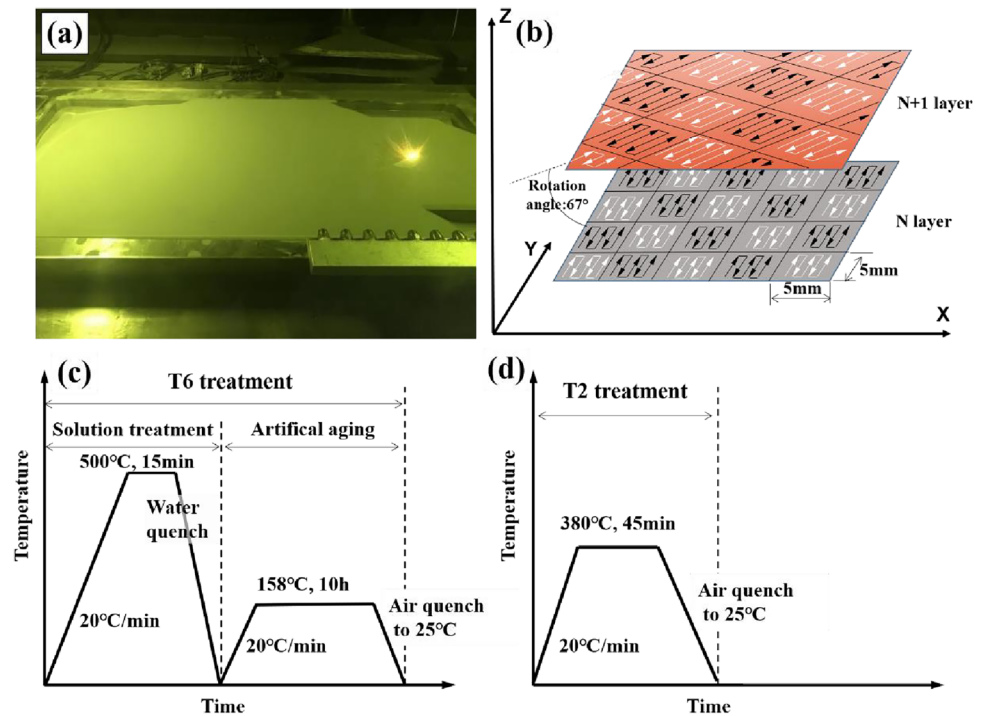 (a)
(b)
Z
N+1 layer
Rotation
angle:67°
N layer
Y
5mm
5mm
X
(c)
T6 treatment
Solution treatment
Artifical aging
500℃, 15min
Water
quench
158℃, 10h
Air quench
to 25℃
20℃/min
20℃/min
Temperature
Time
(d)
T2 treatment
380℃, 45min
Air quench
to 25℃
20℃/min
Temperature
Time